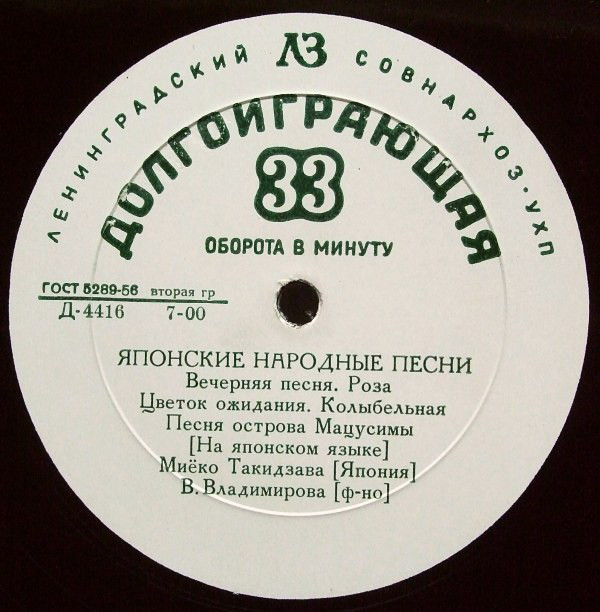 ЛЕНИНГРАДСКИЙ ЛЗ СОВНАРХОЗ·УХП
ДОЛГОИГРАЮЩАЯ
33
ОБОРОТА В МИНУТУ
ГОСТ 5289-56 вторая гр
Д-4416 7-00
ЯПОНСКИЕ НАРОДНЫЕ ПЕСНИ
Вечерняя песня. Роза
Цветок ожидания. Колыбельная
Песня острова Мацусимы
[На японском языке]
Миёко Такидзава [Япония]
В. Владимирова [ф-но]